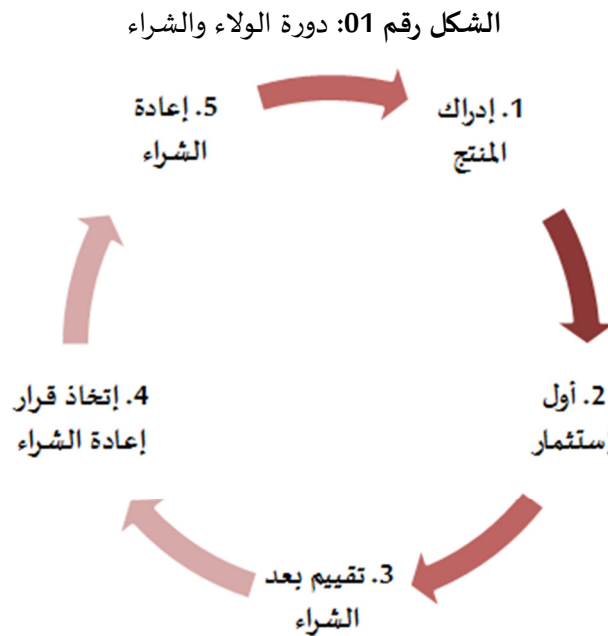 الشكل رقم 01: دورة الولاء والشراء
1. إدراك
المنتج
2. أول
إستثمار
3. تقييم بعد
الشراء
4. إتخاذ قرار
إعادة الشراء
5. إعادة
الشراء